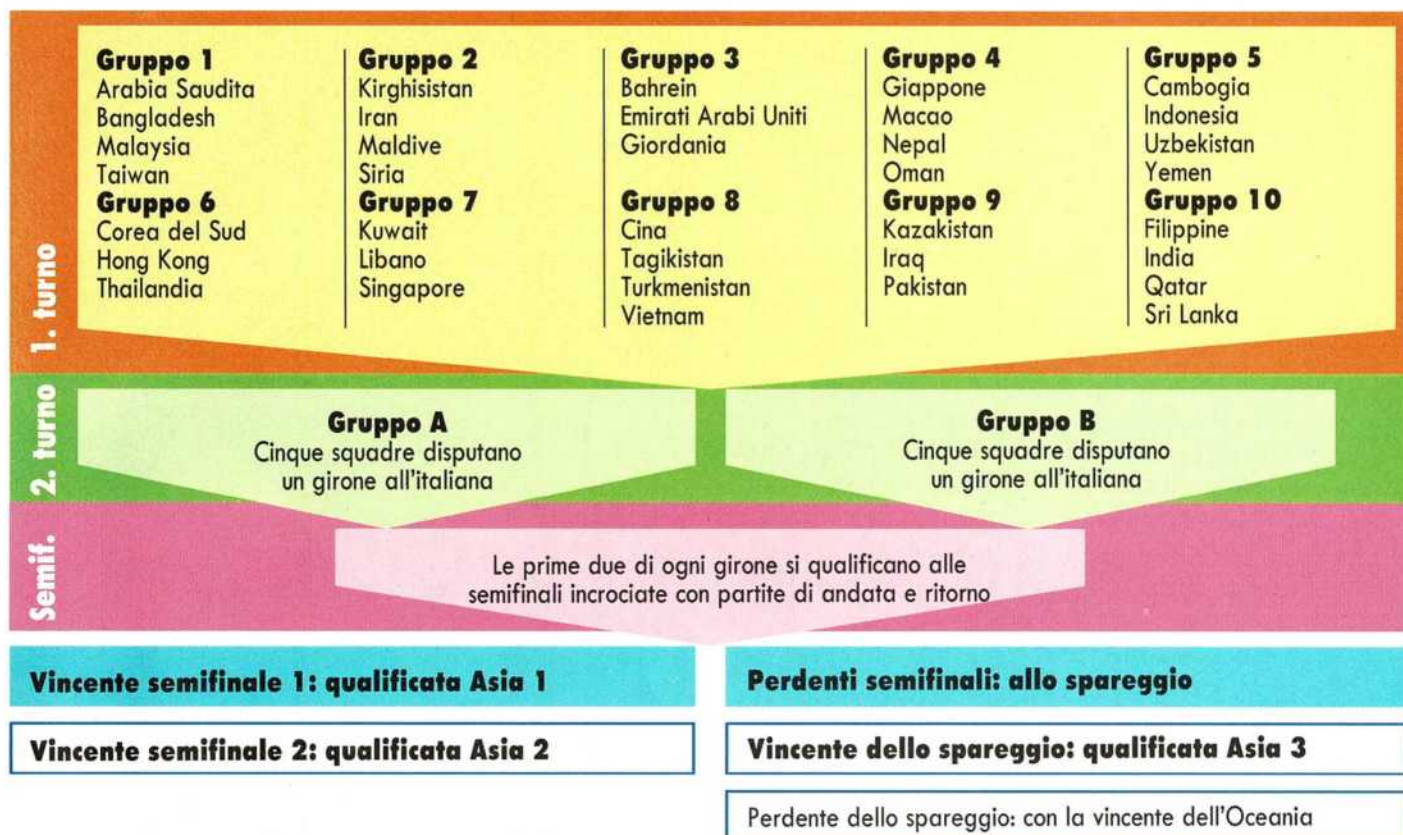 1. turno
Gruppo 1
Arabia Saudita
Bangladesh
Malaysia
Taiwan
Gruppo 2
Kirghisistan
Iran
Maldive
Siria
Gruppo 3
Bahrein
Emirati Arabi Uniti
Giordania
Gruppo 4
Giappone
Macao
Nepal
Oman
Gruppo 5
Cambogia
Indonesia
Uzbekistan
Yemen
Gruppo 6
Corea del Sud
Hong Kong
Thailandia
Gruppo 7
Kuwait
Libano
Singapore
Gruppo 8
Cina
Tagikistan
Turkmenistan
Vietnam
Gruppo 9
Kazakistan
Iraq
Pakistan
Gruppo 10
Filippine
India
Qatar
Sri Lanka
2. turno
Gruppo A
Cinque squadre disputano
un girone all'italiana
Gruppo B
Cinque squadre disputano
un girone all'italiana
Semif.
Le prime due di ogni girone si qualificano alle
semifinali incrociate con partite di andata e ritorno
Vincente semifinale 1: qualificata Asia 1
Vincente semifinale 2: qualificata Asia 2
Perdenti semifinali: allo spareggio
Vincente dello spareggio: qualificata Asia 3
Perdente dello spareggio: con la vincente dell'Oceania